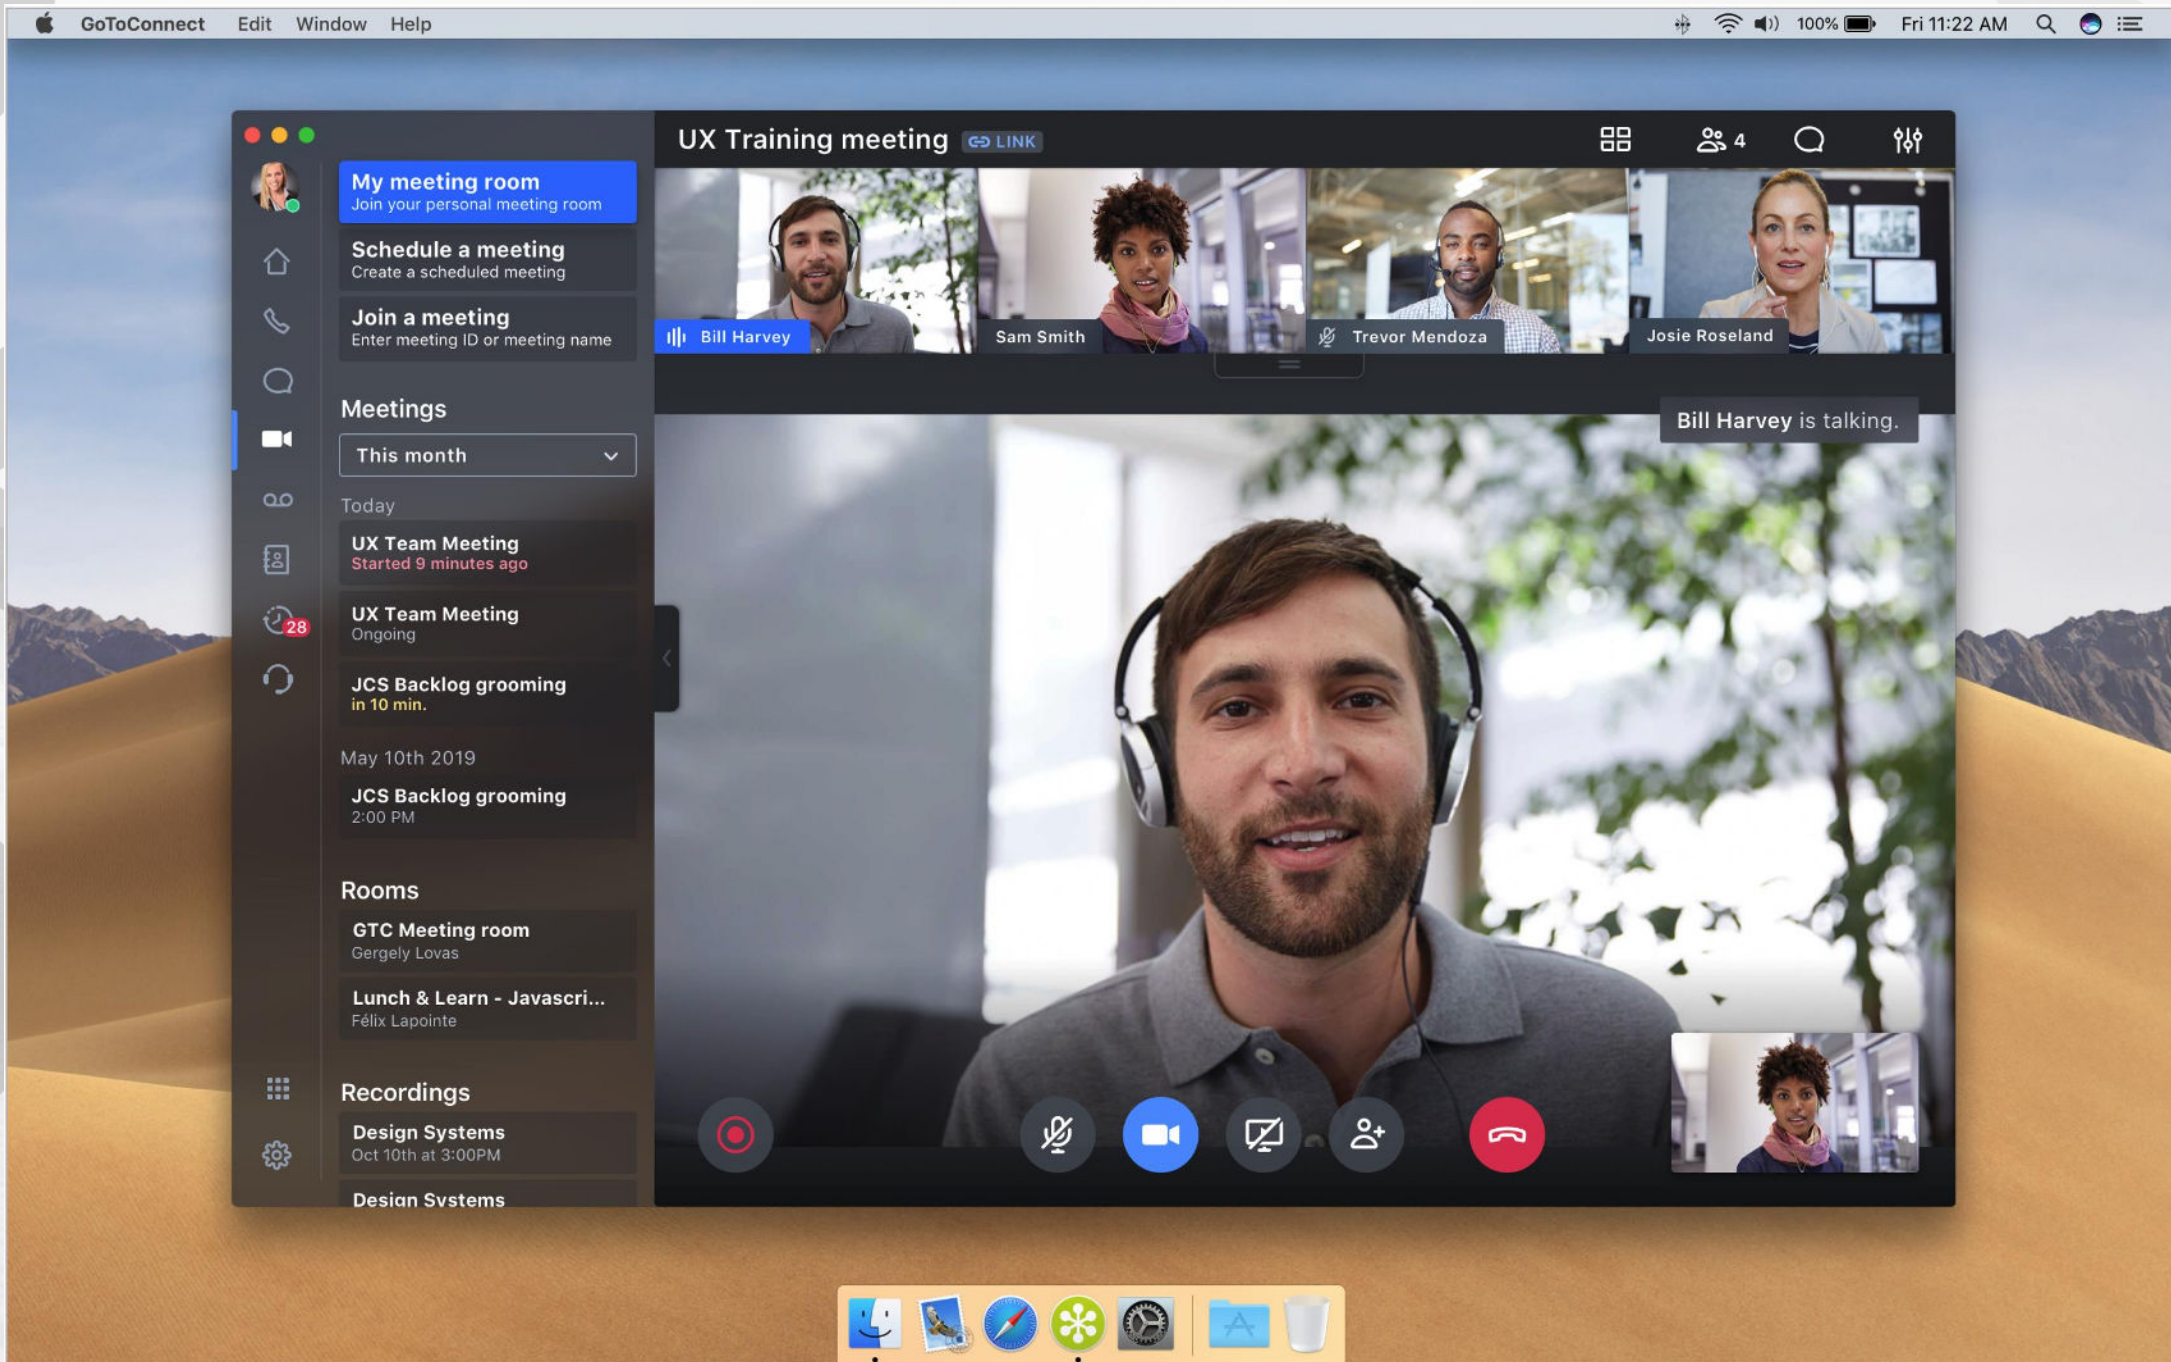 GoToConnect Edit Window Help
100% Fri 11:22 AM
My meeting room
Join your personal meeting room
Schedule a meeting
Create a scheduled meeting
Join a meeting
Enter meeting ID or meeting name
Meetings
This month
Today
UX Team Meeting
Started 9 minutes ago
UX Team Meeting
Ongoing
28
JCS Backlog grooming
in 10 min.
May 10th 2019
JCS Backlog grooming
2:00 PM
Rooms
GTC Meeting room
Gergely Lovas
Lunch & Learn - Javascri...
Félix Lapointe
Recordings
Design Systems
Oct 10th at 3:00PM
Design Systems
UX Training meeting LINK
4
Bill Harvey
Sam Smith
Trevor Mendoza
Josie Roseland
Bill Harvey is talking.